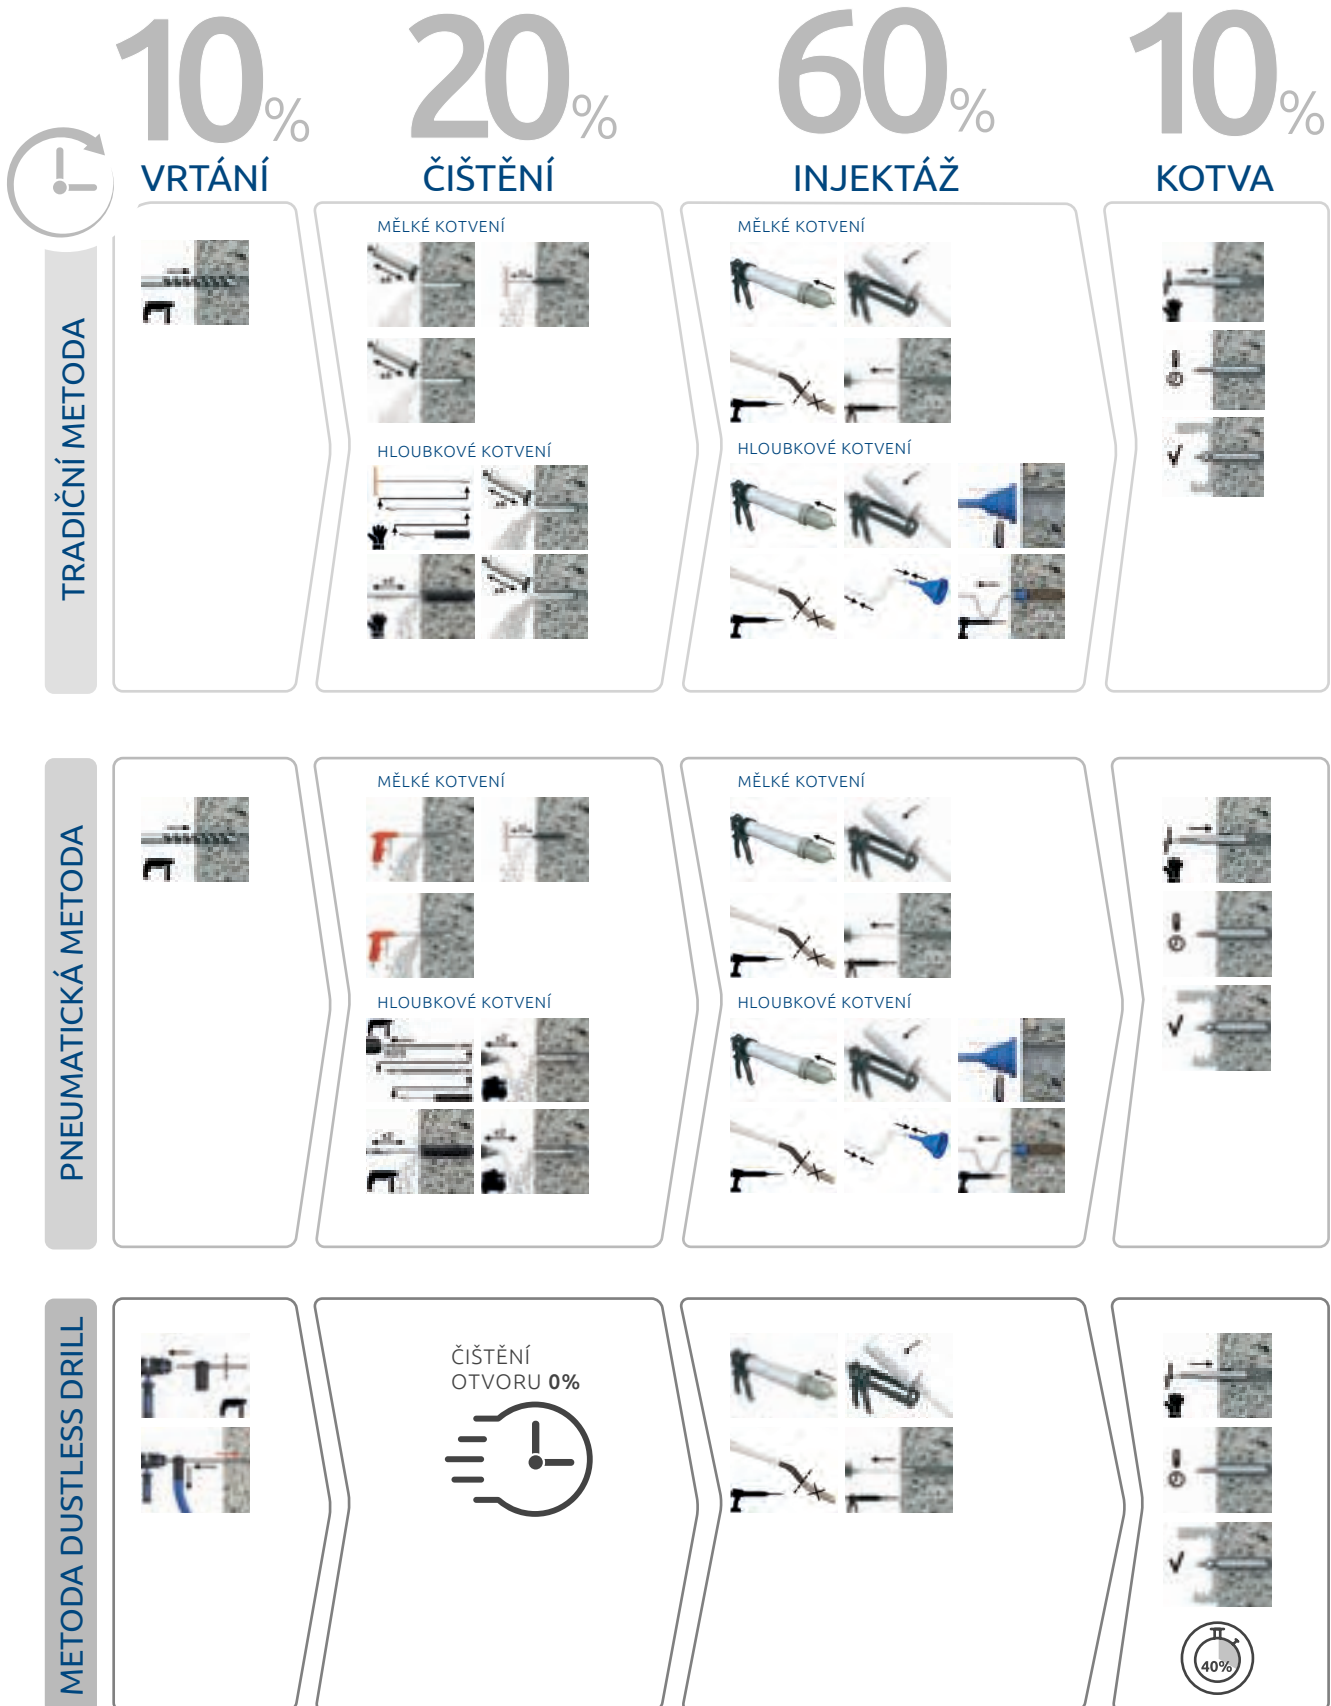 10%
20%
60%
10%
VRTÁNÍ
ČIŠTĚNÍ
INJEKTÁŽ
KOTVA
TRADIČNÍ METODA
MĚLKÉ KOTVENÍ
HLOUBKOVÉ KOTVENÍ
MĚLKÉ KOTVENÍ
HLOUBKOVÉ KOTVENÍ
PNEUMATICKÁ METODA
MĚLKÉ KOTVENÍ
HLOUBKOVÉ KOTVENÍ
MĚLKÉ KOTVENÍ
HLOUBKOVÉ KOTVENÍ
METODA DUSTLESS DRILL
ČIŠTĚNÍ
OTVORU 0%
40%